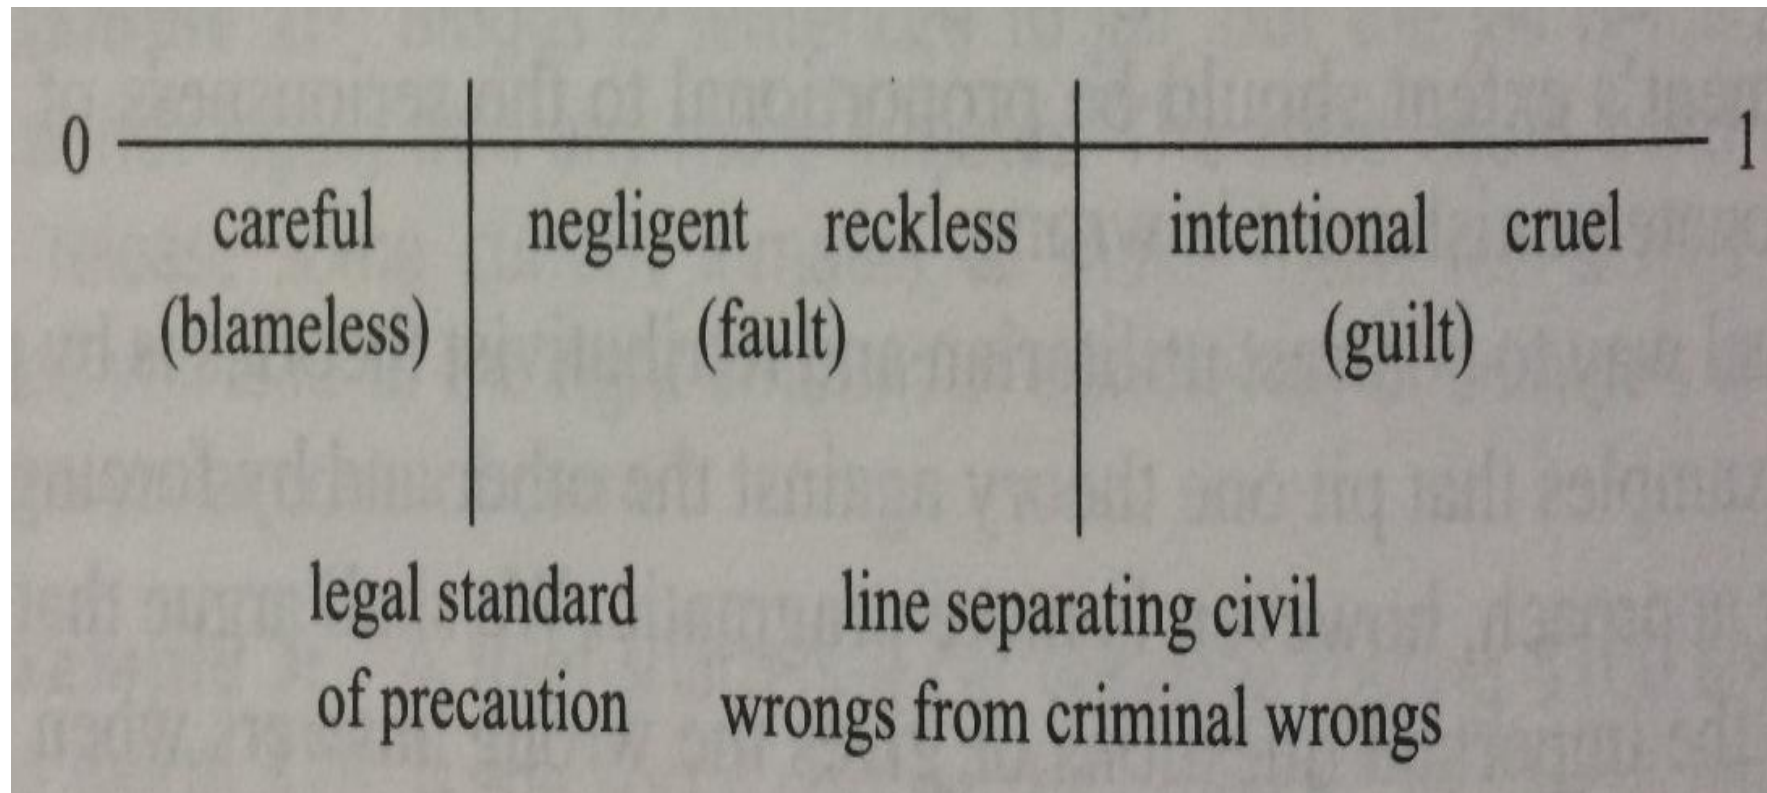 0 1
careful negligent reckless intentional cruel
(blameless) (fault) (guilt)
legal standard line separating civil
of precaution wrongs from criminal wrongs